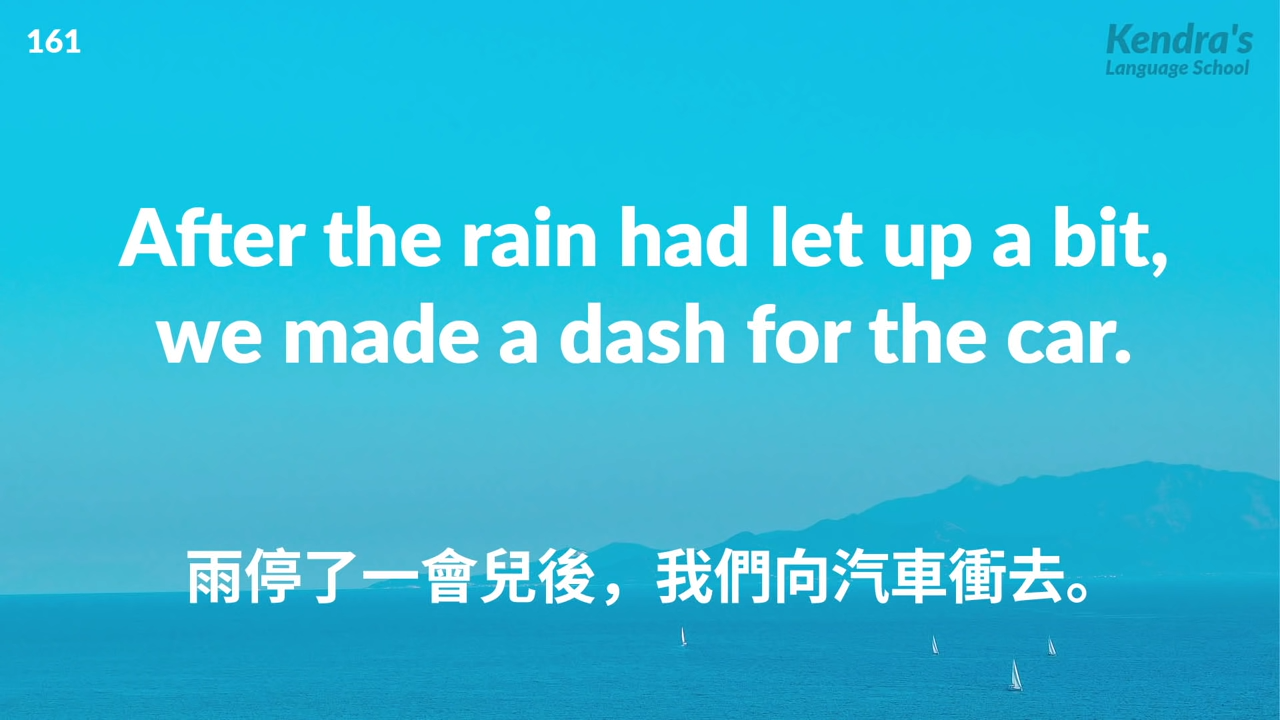 161
Kendra's
Language School
After the rain had let up a bit,
we made a dash for the car.
雨停了一會兒後，我們向汽車衝去。